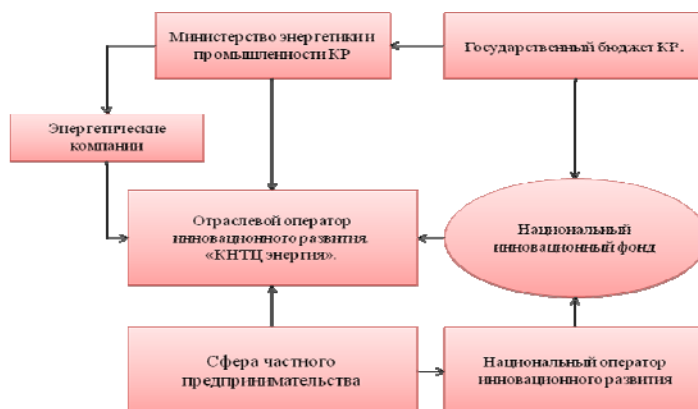 Министерство энергетики и
промышленности КР
Государственный бюджет КР.
Энергетические
компании
Отраслевой оператор
инновационного развития.
«КНТЦ энергия».
Национальный
инновационный фонд
Сфера частного
предпринимательства
Национальный оператор
инновационного развития